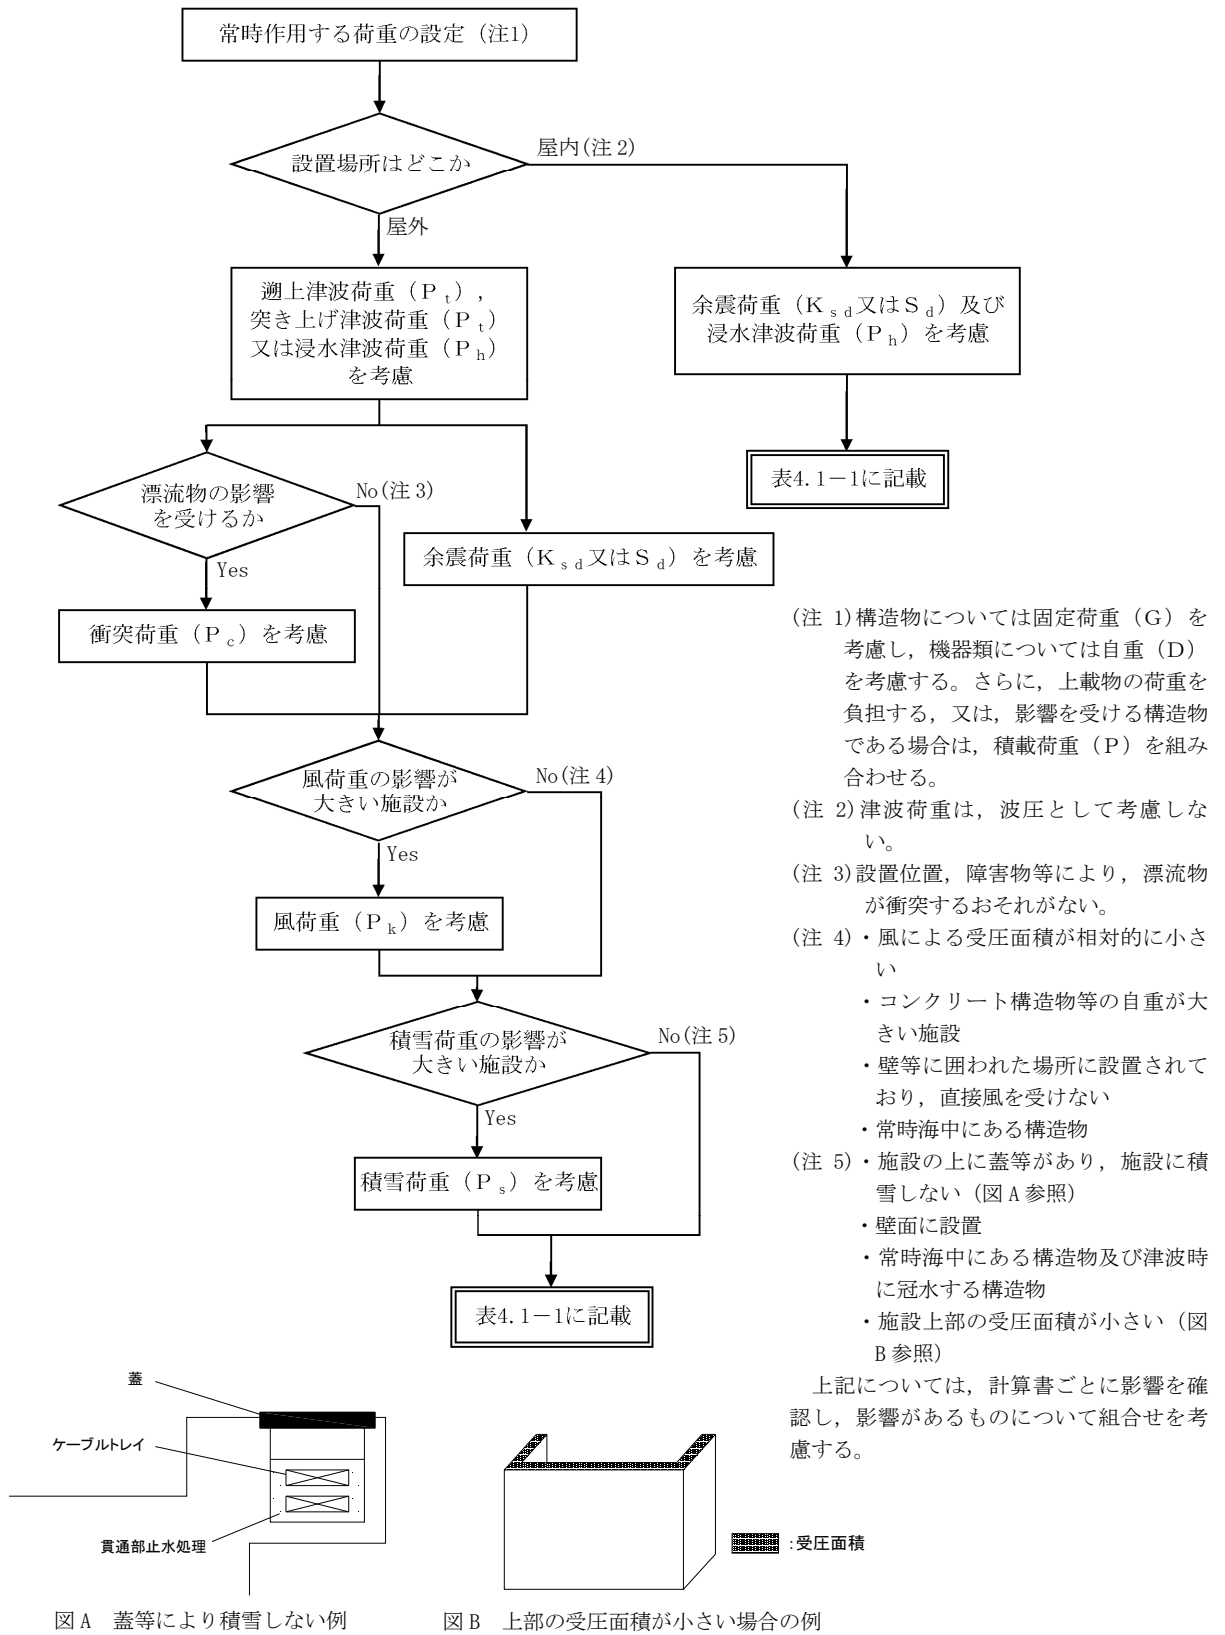 常時作用する荷重の設定（注1）
設置場所はどこか
屋内(注2)
屋外
遡上津波荷重（Ｐt），
突き上げ津波荷重（Ｐt）
又は浸水津波荷重（Ｐh）
を考慮
余震荷重（Ｋsd又はＳd）及び
浸水津波荷重（Ｐh）を考慮
表4.1－1に記載
漂流物の影響
を受けるか
No(注3)
Yes
余震荷重（Ｋsd又はＳd）を考慮
衝突荷重（Ｐc）を考慮
風荷重の影響が
大きい施設か
No(注4)
Yes
風荷重（Ｐk）を考慮
積雪荷重の影響が
大きい施設か
No(注5)
Yes
積雪荷重（Ｐs）を考慮
表4.1－1に記載
(注 1)構造物については固定荷重（Ｇ）を
考慮し，機器類については自重（Ｄ）
を考慮する。さらに，上載物の荷重を
負担する，又は，影響を受ける構造物
である場合は，積載荷重（Ｐ）を組み
合わせる。
(注 2)津波荷重は，波圧として考慮しな
い。
(注 3)設置位置，障害物等により，漂流物
が衝突するおそれがない。
(注 4)・風による受圧面積が相対的に小さ
い
・コンクリート構造物等の自重が大
きい施設
・壁等に囲われた場所に設置されて
おり，直接風を受けない
・常時海中にある構造物
(注 5)・施設の上に蓋等があり，施設に積
雪しない（図A参照）
・壁面に設置
・常時海中にある構造物及び津波時
に冠水する構造物
・施設上部の受圧面積が小さい（図
B参照）
上記については，計算書ごとに影響を確
認し，影響があるものについて組合せを考
慮する。
蓋
ケーブルトレイ
貫通部止水処理
:受圧面積
図A　蓋等により積雪しない例
図B　上部の受圧面積が小さい場合の例